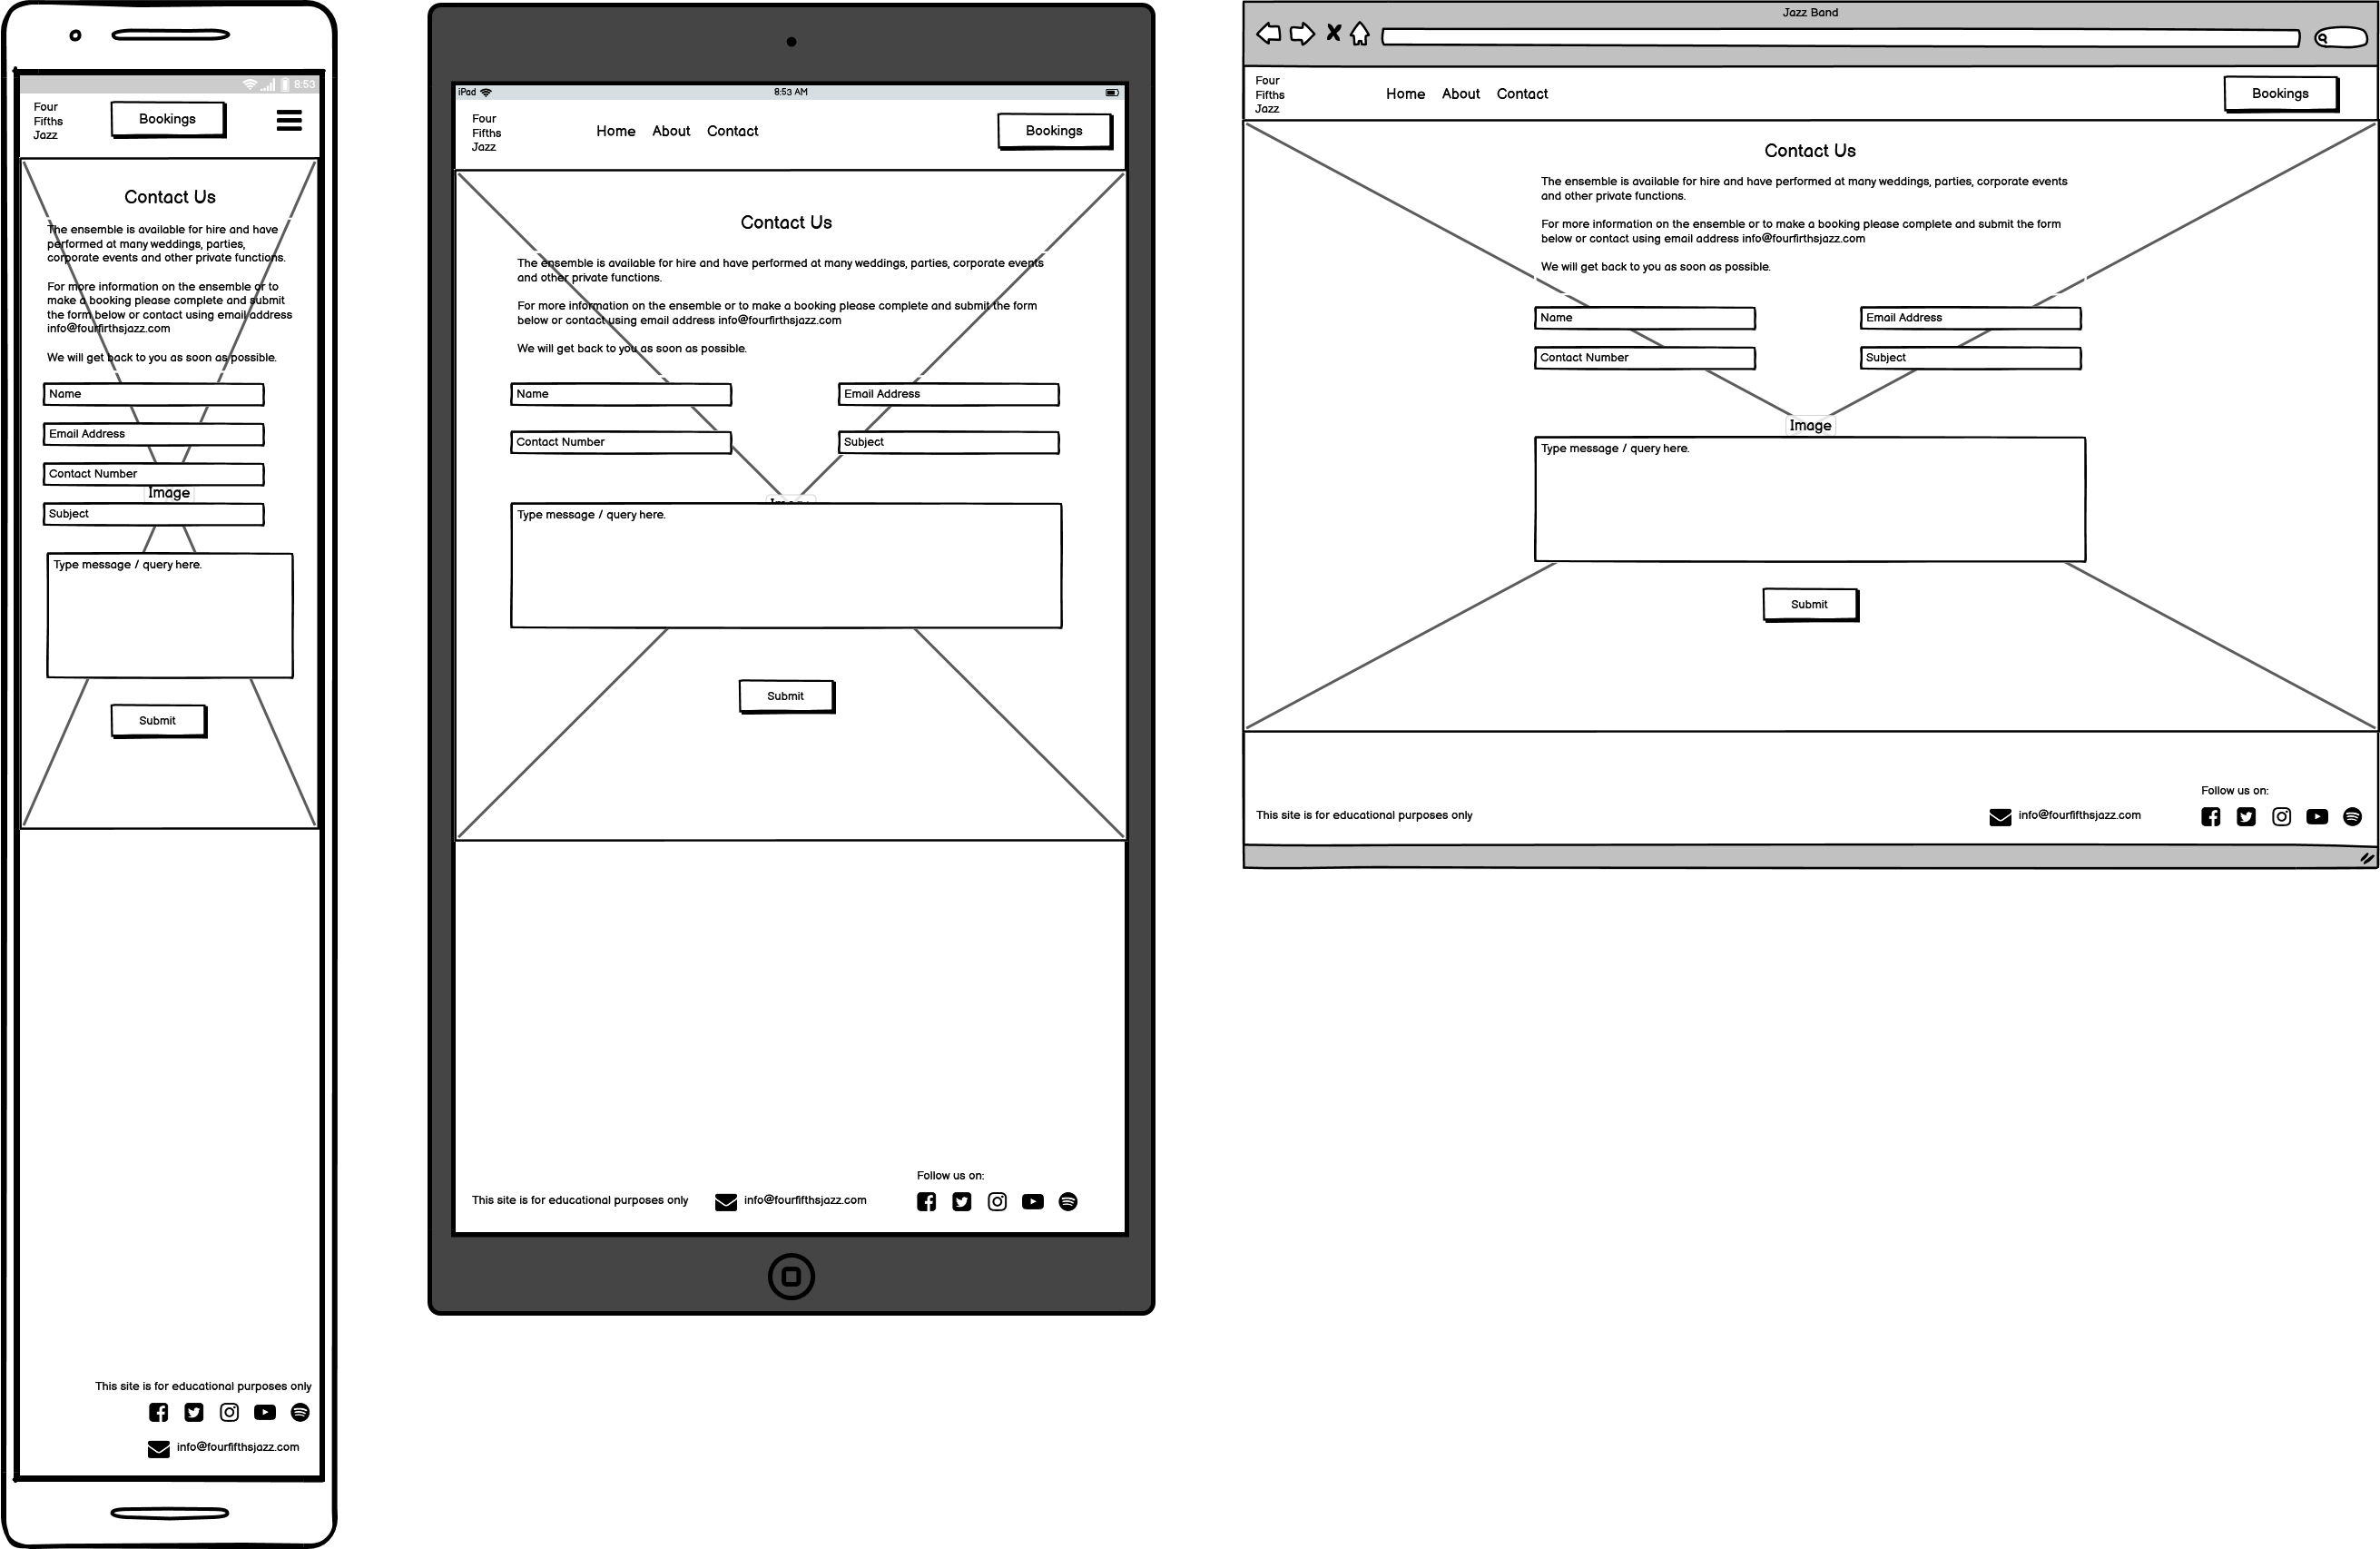 8:53
Four
Fifths
Jazz
Bookings
Contact Us
The ensemble is available for hire and have
performed at many weddings, parties,
corporate events and other private functions.
For more information on the ensemble or to
make a booking please complete and submit
the form below or contact using email address
info@fourfirthsjazz.com
We will get back to you as soon as possible.
Name
Email Address
Contact Number
Image
Subject
Type message / query here.
Submit
This site is for educational purposes only
info@fourfifthsjazz.com
iPad
8:53 AM
Four
Fifths
Jazz
Home About Contact
Bookings
Contact Us
The ensemble is available for hire and have performed at many weddings, parties, corporate events
and other private functions.
For more information on the ensemble or to make a booking please complete and submit the form
below or contact using email address info@fourfirthsjazz.com
We will get back to you as soon as possible.
Name
Email Address
Contact Number
Subject
Image
Type message / query here.
Submit
Follow us on:
This site is for educational purposes only
info@fourfifthsjazz.com
Jazz Band
Four
Fifths
Jazz
Home About Contact
Bookings
Contact Us
The ensemble is available for hire and have performed at many weddings, parties, corporate events
and other private functions.
For more information on the ensemble or to make a booking please complete and submit the form
below or contact using email address info@fourfirthsjazz.com
We will get back to you as soon as possible.
Name
Email Address
Contact Number
Subject
Image
Type message / query here.
Submit
Follow us on:
This site is for educational purposes only
info@fourfifthsjazz.com